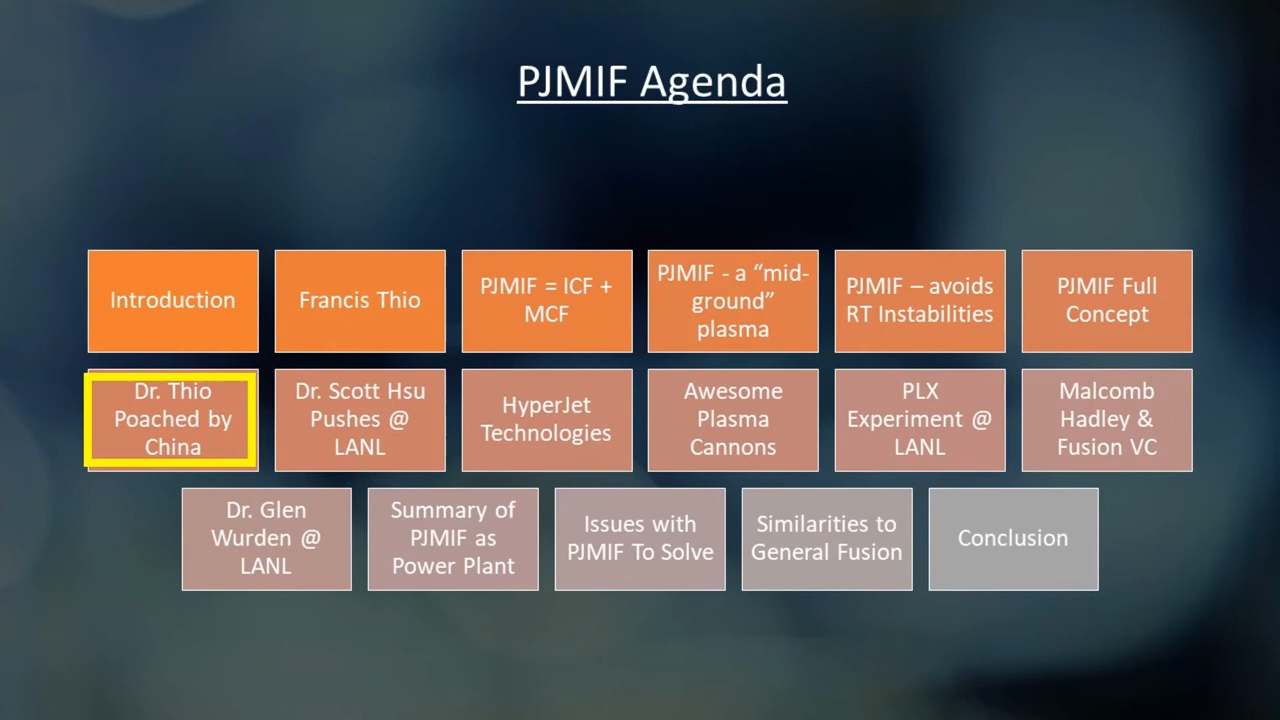 PJMIF Agenda
Introduction
Francis Thio
PJMIF = ICF +
MCF
PJMIF - a “mid-
ground”
plasma
PJMIF – avoids
RT Instabilities
PJMIF Full
Concept
Dr. Thio
Poached by
China
Dr. Scott Hsu
Pushes @
LANL
HyperJet
Technologies
Awesome
Plasma
Cannons
PLX
Experiment @
LANL
Malcomb
Hadley &
Fusion VC
Dr. Glen
Wurden @
LANL
Summary of
PJMIF as
Power Plant
Issues with
PJMIF To Solve
Similarities to
General Fusion
Conclusion